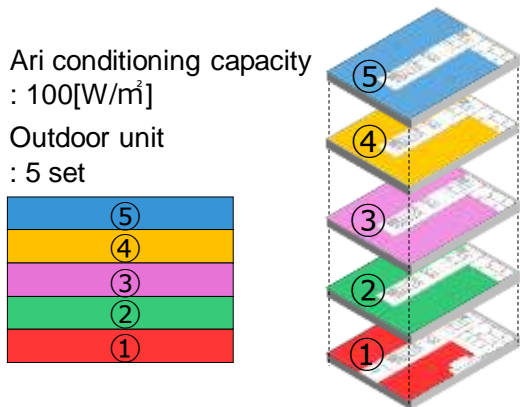 Ari conditioning capacity
: 100[W/㎡]
Outdoor unit
: 5 set
⑤
④
③
②
①
⑤
④
③
②
①